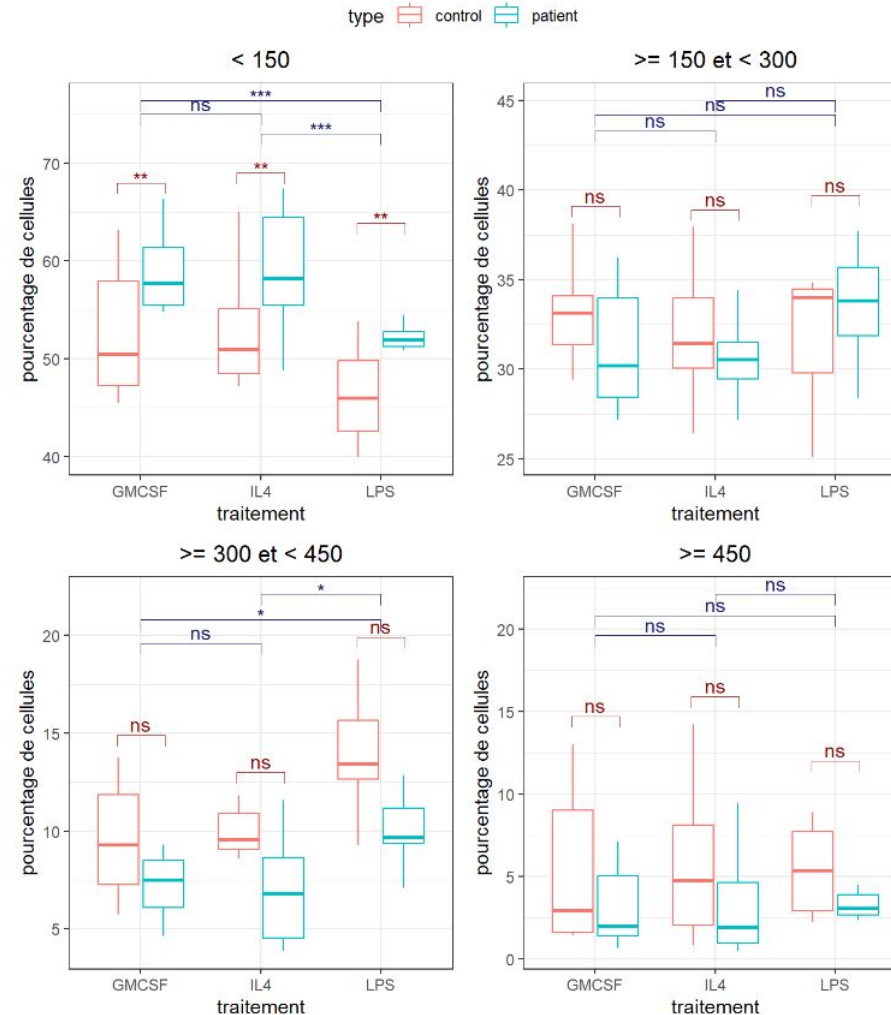 type control patient
< 150
***
ns
***
**
**
**
70
60
50
40
pourcentage de cellules
GMCSF IL4 LPS
traitement
>= 150 et < 300
ns
ns
ns
ns
ns
ns
45
40
35
30
25
pourcentage de cellules
GMCSF IL4 LPS
traitement
>= 300 et < 450
*
*
ns
ns
ns
ns
20
15
10
5
pourcentage de cellules
GMCSF IL4 LPS
traitement
>= 450
ns
ns
ns
ns
ns
ns
20
15
10
5
0
pourcentage de cellules
GMCSF IL4 LPS
traitement